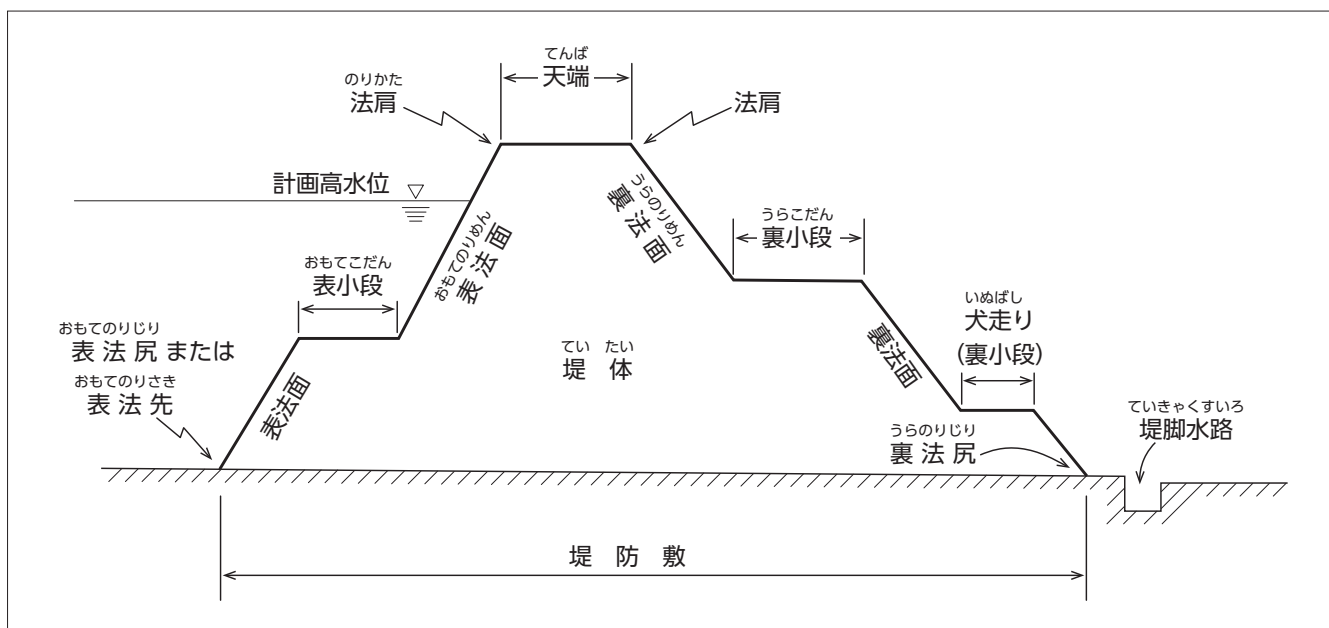 てんば
天端
のりかた
法肩
法肩
計画高水位
おもてのりめん
表法面
うらのりめん
裏法面
うらこだん
裏小段
おもてこだん
表小段
いぬばし
犬走り
(裏小段)
おもてのりじり
表法尻または
おもてのりさき
表法先
表法面
てい たい
堤 体
裏法面
ていきゃくすいろ
堤脚水路
うらのりじり
裏法尻
堤 防 敷